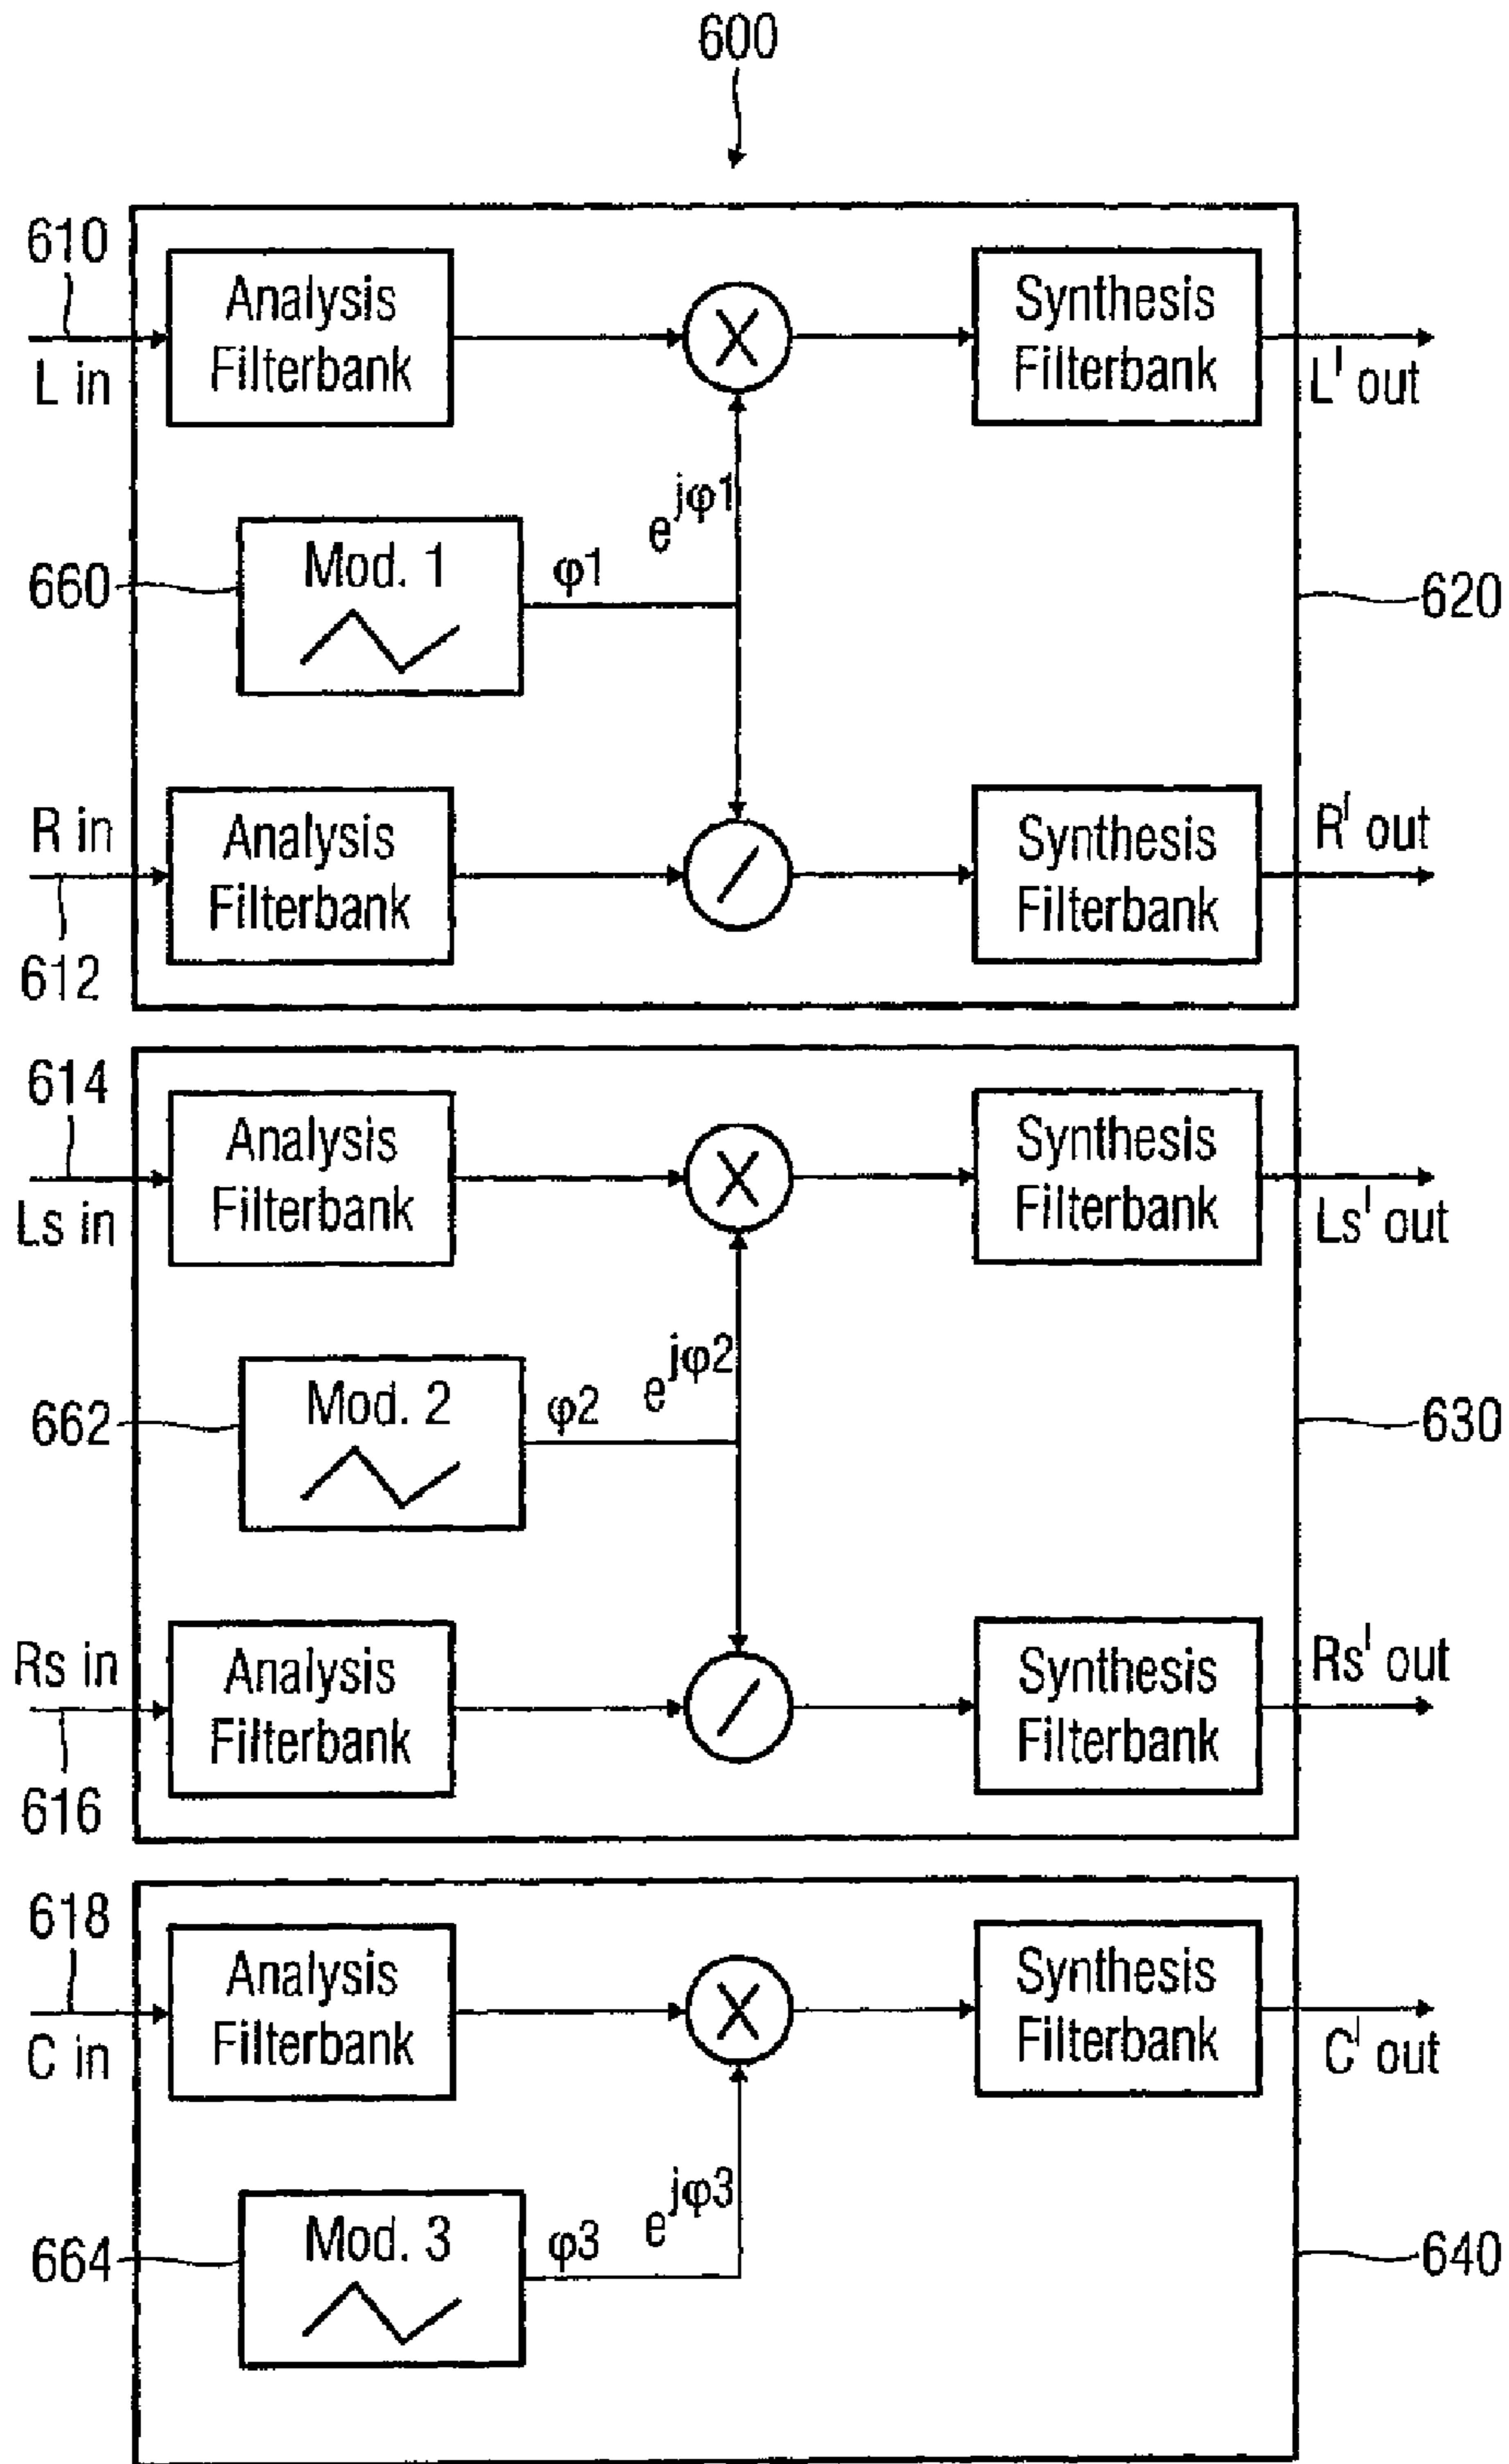 600
610
L in
Analysis
Filterbank
Synthesis
Filterbank
L' out
660
Mod. 1
φ1
e^jφ1
620
R in
612
Analysis
Filterbank
Synthesis
Filterbank
R' out
614
Ls in
Analysis
Filterbank
Synthesis
Filterbank
Ls' out
662
Mod. 2
φ2
e^jφ2
630
Rs in
616
Analysis
Filterbank
Synthesis
Filterbank
Rs' out
618
C in
Analysis
Filterbank
Synthesis
Filterbank
C' out
664
Mod. 3
φ3
e^jφ3
640